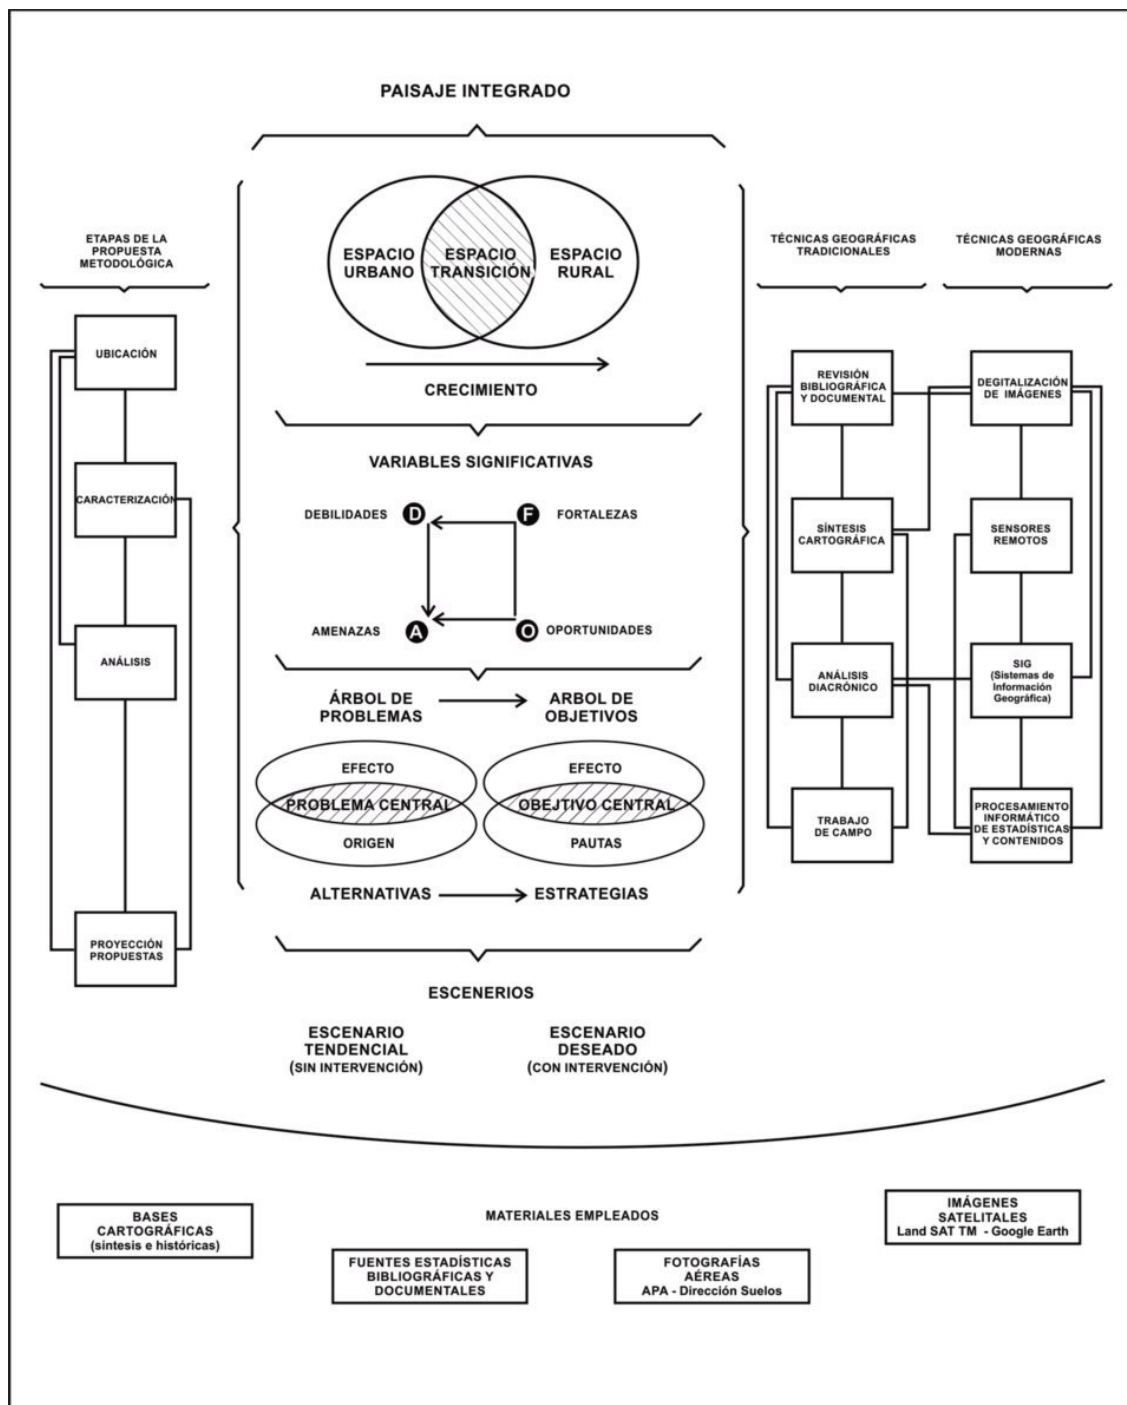 PAISAJE INTEGRADO
ETAPAS DE LA
PROPUESTA
METODOLÓGICA
UBICACIÓN
CARACTERIZACIÓN
ANÁLISIS
PROYECCIÓN
PROPUESTAS
ESPACIO
URBANO
ESPACIO
TRANSICIÓN
ESPACIO
RURAL
CRECIMIENTO
VARIABLES SIGNIFICATIVAS
DEBILIDADES D
F FORTALEZAS
AMENAZAS A
O OPORTUNIDADES
ÁRBOL DE
PROBLEMAS
ARBOL DE
OBJETIVOS
EFECTO
PROBLEMA CENTRAL
ORIGEN
EFECTO
OBEJTIVO CENTRAL
PAUTAS
ALTERNATIVAS
ESTRATEGIAS
ESCENERIOS
ESCENARIO
TENDENCIAL
(SIN INTERVENCIÓN)
ESCENARIO
DESEADO
(CON INTERVENCIÓN)
TÉCNICAS GEOGRÁFICAS
TRADICIONALES
REVISIÓN
BIBLIOGRÁFICA
Y DOCUMENTAL
SÍNTESIS
CARTOGRÁFICA
ANÁLISIS
DIACRÓNICO
TRABAJO
DE CAMPO
TÉCNICAS GEOGRÁFICAS
MODERNAS
DEGITALIZACIÓN
DE IMÁGENES
SENSORES
REMOTOS
SIG
(Sistemas de
Información
Geográfica)
PROCESAMIENTO
INFORMÁTICO
DE ESTADÍSTICAS
Y CONTENIDOS
MATERIALES EMPLEADOS
BASES
CARTOGRÁFICAS
(síntesis e históricas)
FUENTES ESTADÍSTICAS
BIBLIOGRÁFICAS Y
DOCUMENTALES
FOTOGRAFÍAS
AÉREAS
APA - Dirección Suelos
IMÁGENES
SATELITALES
Land SAT TM - Google Earth